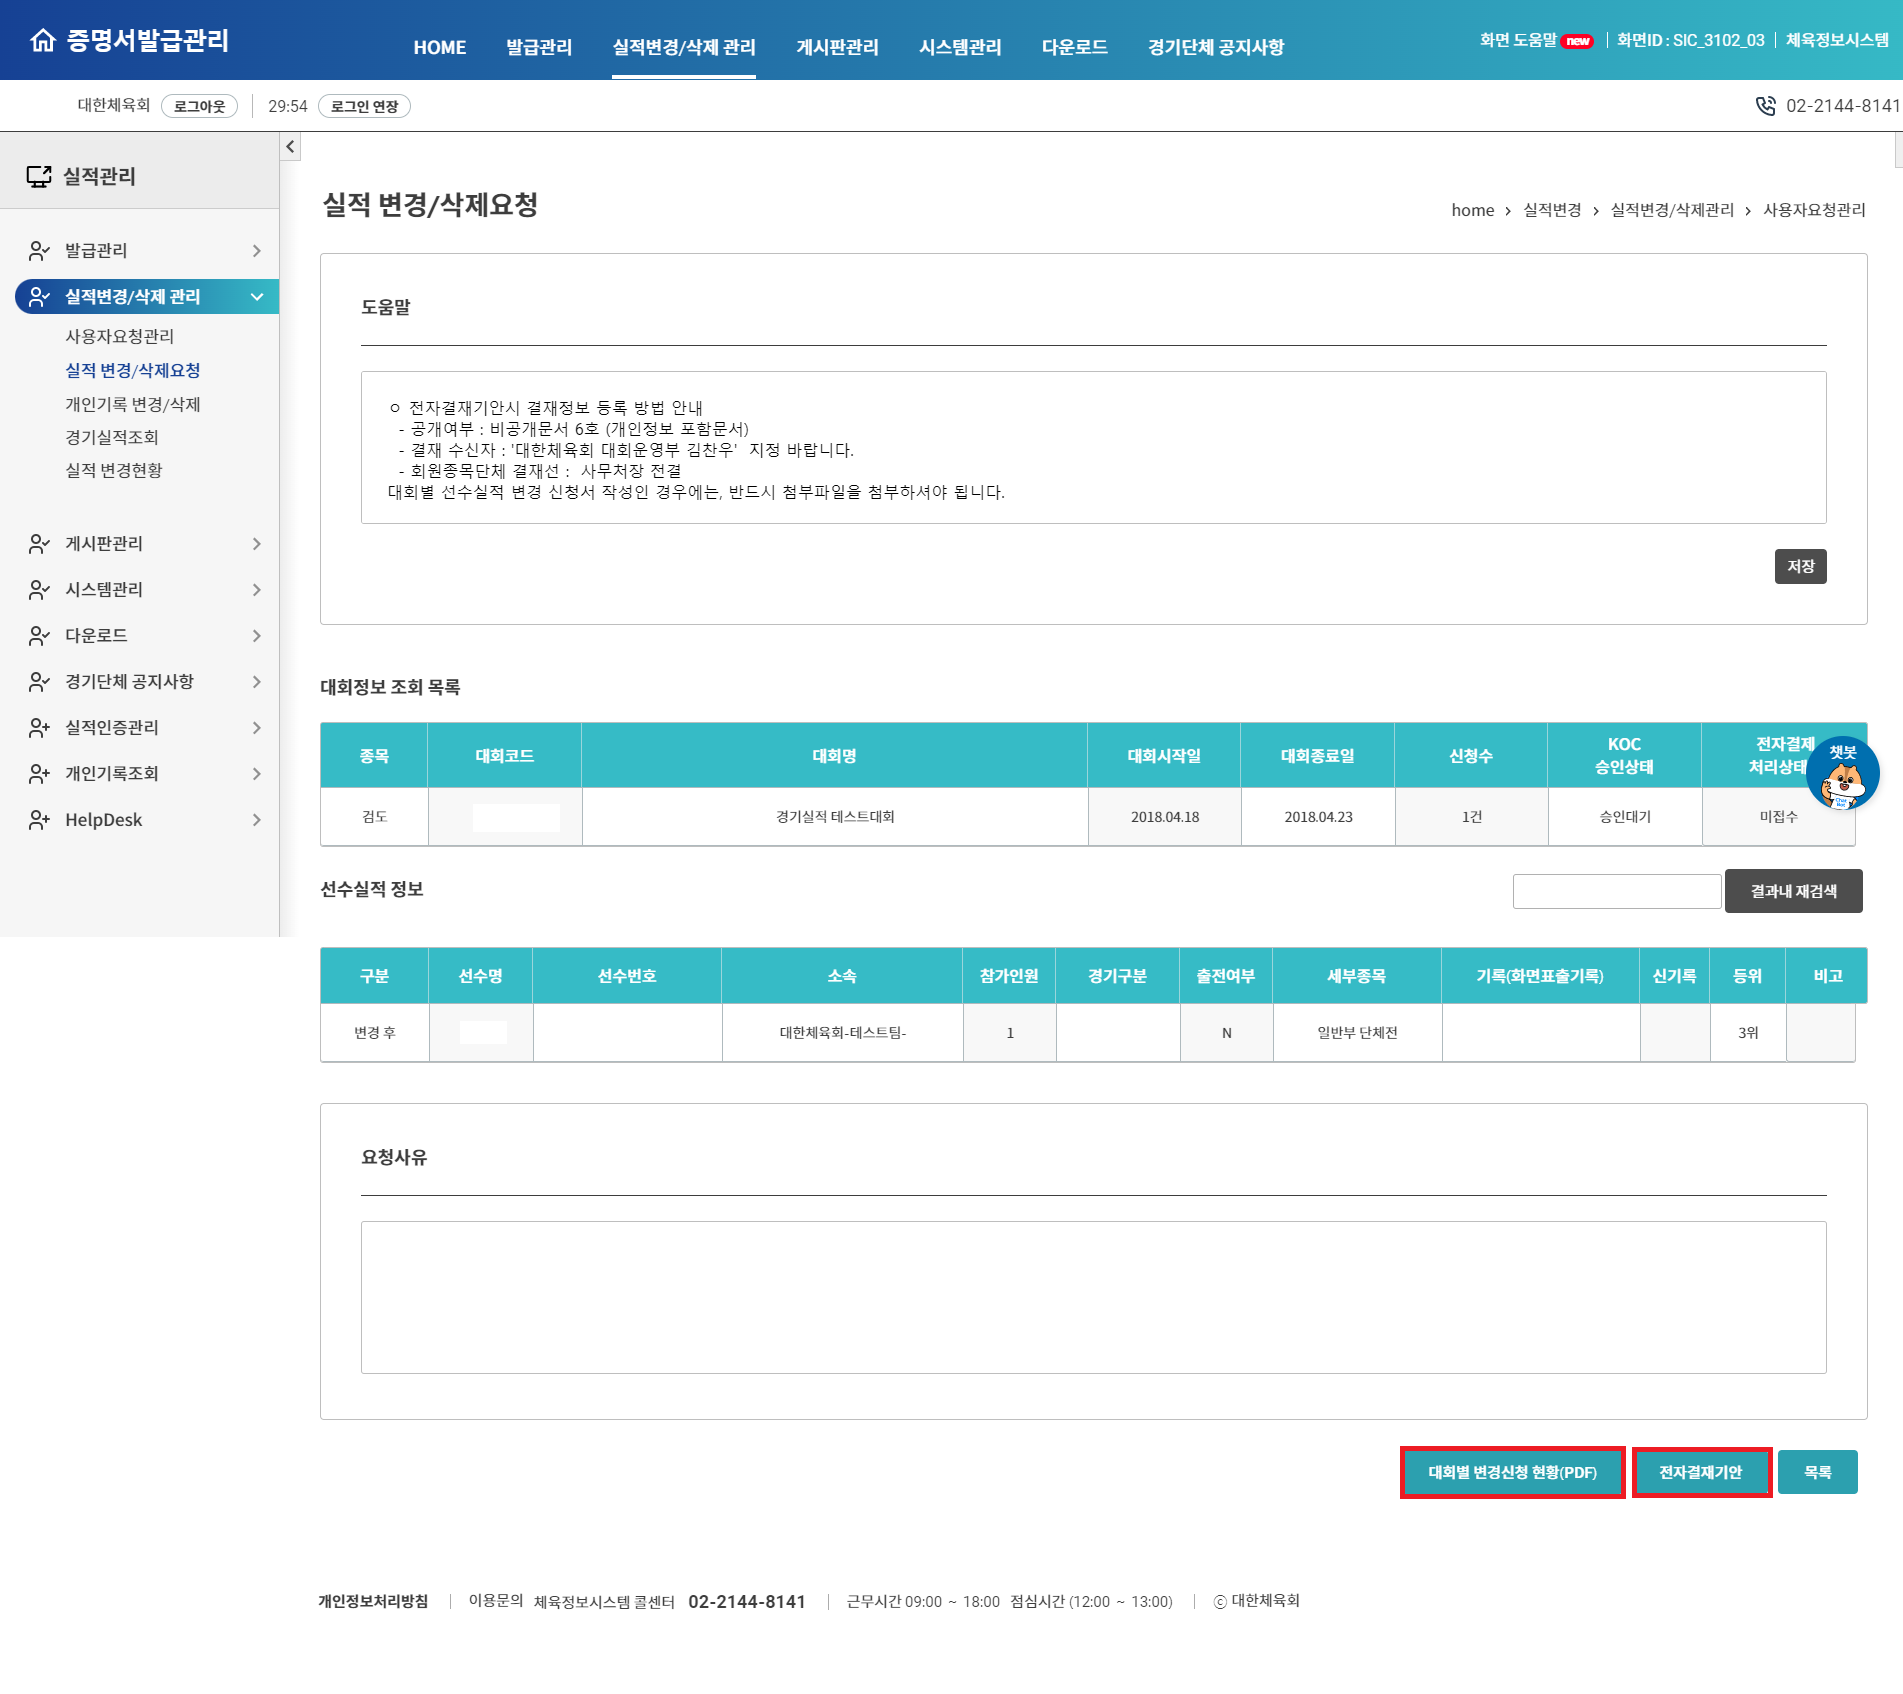 증명서발급관리
HOME 발급관리 실적변경/삭제 관리 게시판관리 시스템관리 다운로드 경기단체 공지사항
화면 도움말 new 화면ID : SIC_3102_03 체육정보시스템
대한체육회 로그아웃 29:54 로그인 연장
02-2144-8141
실적관리
발급관리
실적변경/삭제 관리
사용자요청관리
실적 변경/삭제요청
개인기록 변경/삭제
경기실적조회
실적 변경현황
게시판관리
시스템관리
다운로드
경기단체 공지사항
실적인증관리
개인기록조회
HelpDesk
실적 변경/삭제요청
home > 실적변경 > 실적변경/삭제관리 > 사용자요청관리
도움말
ㅇ 전자결재기안시 결재정보 등록 방법 안내
- 공개여부 : 비공개문서 6호 (개인정보 포함문서)
- 결재 수신자 : '대한체육회 대회운영부 김찬우' 지정 바랍니다.
- 회원종목단체 결재선 : 사무처장 전결
대회별 선수실적 변경 신청서 작성인 경우에는, 반드시 첨부파일을 첨부하셔야 됩니다.
저장
대회정보 조회 목록
종목 대회코드 대회명 대회시작일 대회종료일 신청수 KOC 승인상태 전자결제 처리상태
챗봇
Chat Bot
검도 경기실적 테스트대회 2018.04.18 2018.04.23 1건 승인대기 미접수
선수실적 정보
결과내 재검색
구분 선수명 선수번호 소속 참가인원 경기구분 출전여부 세부종목 기록(화면표출기록) 신기록 등위 비고
변경 후 대한체육회-테스트팀- 1 N 일반부 단체전 3위
요청사유
대회별 변경신청 현황(PDF) 전자결재기안 목록
개인정보처리방침 이용문의 체육정보시스템 콜센터 02-2144-8141 근무시간 09:00 ~ 18:00 점심시간 (12:00 ~ 13:00) ⓒ 대한체육회